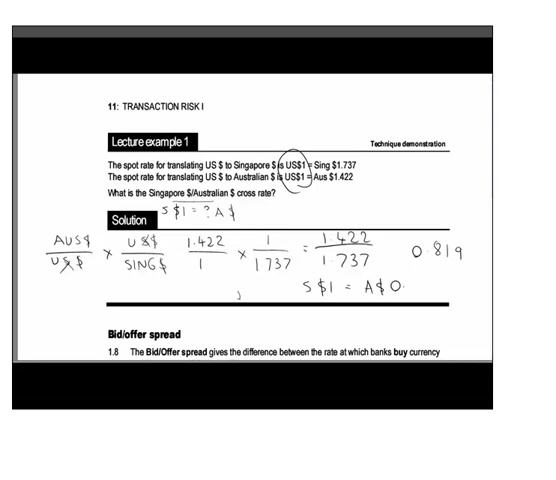 11: TRANSACTION RISK I
Lecture example 1
Technique demonstration
The spot rate for translating US $ to Singapore $ is US$1 = Sing $1.737
The spot rate for translating US $ to Australian $ is US$1 = Aus $1.422
What is the Singapore $/Australian $ cross rate?
Solution
S $1 = ? A $
AUS$ / US$ × US$ / SING$ 1.422 / 1 × 1 / 1737 = 1.422 / 1.737 0.819
S $1 = A$ 0.
Bid/offer spread
1.8 The Bid/Offer spread gives the difference between the rate at which banks buy currency